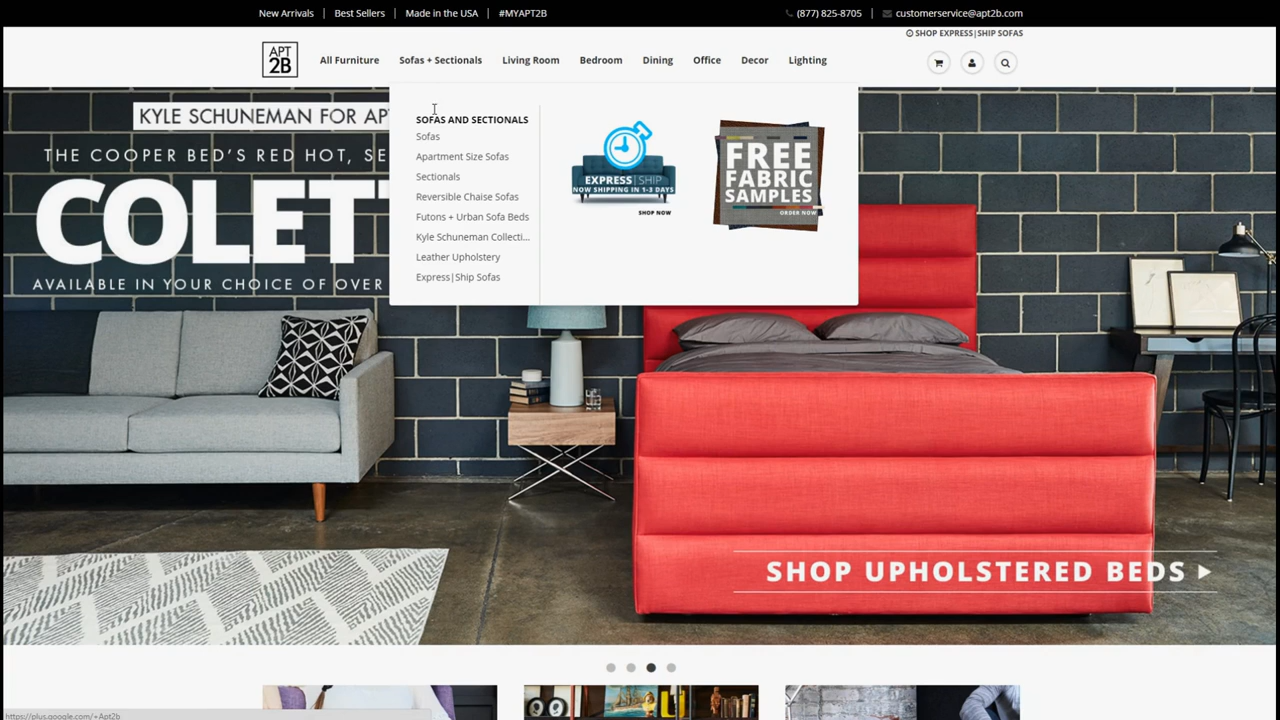 New Arrivals
Best Sellers
Made in the USA
#MYAPT2B
(877) 825-8705
customerservice@apt2b.com
SHOP EXPRESS|SHIP SOFAS
APT
2B
All Furniture
Sofas + Sectionals
Living Room
Bedroom
Dining
Office
Decor
Lighting
KYLE SCHUNEMAN FOR AP
THE COOPER BED'S RED HOT, SE
COLET
AVAILABLE IN YOUR CHOICE OF OVER
SOFAS AND SECTIONALS
Sofas
Apartment Size Sofas
Sectionals
Reversible Chaise Sofas
Futons + Urban Sofa Beds
Kyle Schuneman Collecti...
Leather Upholstery
Express|Ship Sofas
EXPRESS|SHIP
NOW SHIPPING IN 1-3 DAYS
SHOP NOW
FREE
FABRIC
SAMPLES
ORDER NOW
SHOP UPHOLSTERED BEDS
https://plus.google.com/+Apt2b